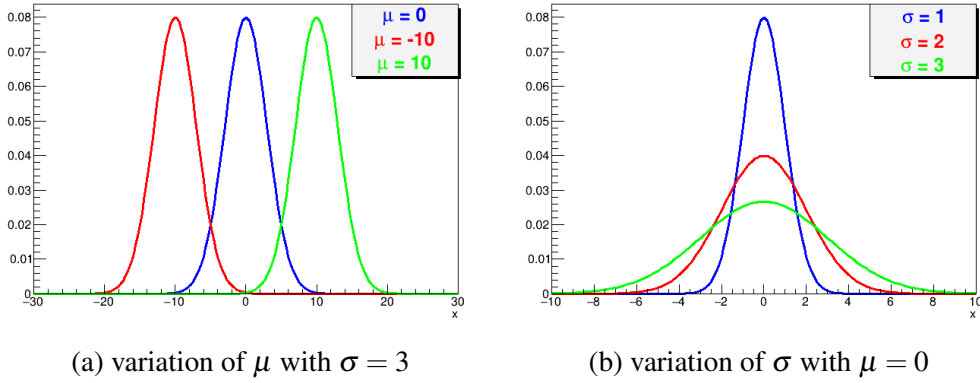 μ = 0
μ = -10
μ = 10
0.08
0.07
0.06
0.05
0.04
0.03
0.02
0.01
0
−30 −20 −10 −0 10 20 30
x
σ = 1
σ = 2
σ = 3
0.08
0.07
0.06
0.05
0.04
0.03
0.02
0.01
0
−10 −8 −6 −4 −2 0 2 4 6 8 10
x
(a) variation of μ with σ = 3
(b) variation of σ with μ = 0